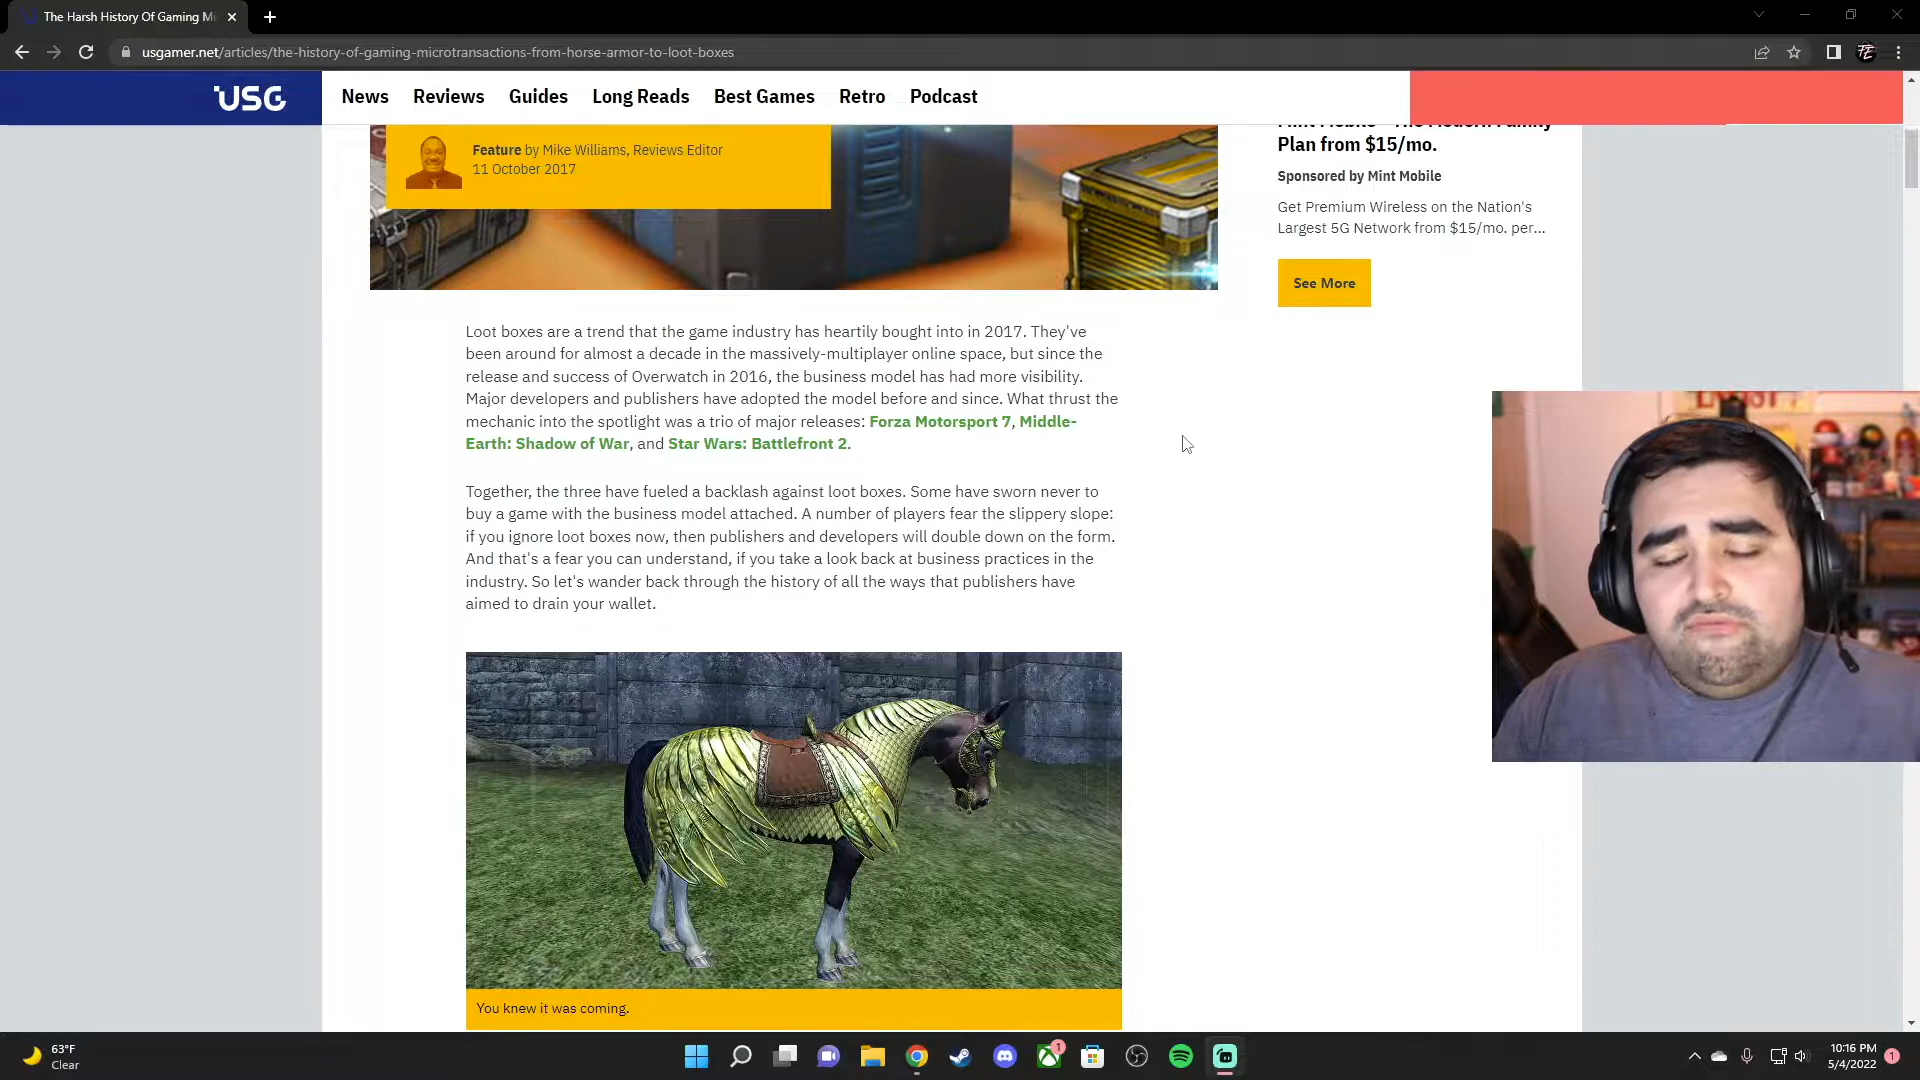 The Harsh History Of Gaming Mi
usgamer.net/articles/the-history-of-gaming-microtransactions-from-horse-armor-to-loot-boxes
USG
News
Reviews
Guides
Long Reads
Best Games
Retro
Podcast
Feature by Mike Williams, Reviews Editor
11 October 2017
Mint Mobile - The Modern Family
Plan from $15/mo.
Sponsored by Mint Mobile
Get Premium Wireless on the Nation's
Largest 5G Network from $15/mo. per...
See More
Loot boxes are a trend that the game industry has heartily bought into in 2017. They've
been around for almost a decade in the massively-multiplayer online space, but since the
release and success of Overwatch in 2016, the business model has had more visibility.
Major developers and publishers have adopted the model before and since. What thrust the
mechanic into the spotlight was a trio of major releases: Forza Motorsport 7, Middle-
Earth: Shadow of War, and Star Wars: Battlefront 2.
Together, the three have fueled a backlash against loot boxes. Some have sworn never to
buy a game with the business model attached. A number of players fear the slippery slope:
if you ignore loot boxes now, then publishers and developers will double down on the form.
And that's a fear you can understand, if you take a look back at business practices in the
industry. So let's wander back through the history of all the ways that publishers have
aimed to drain your wallet.
You knew it was coming.
63°F
Clear
1
10:16 PM
5/4/2022
1